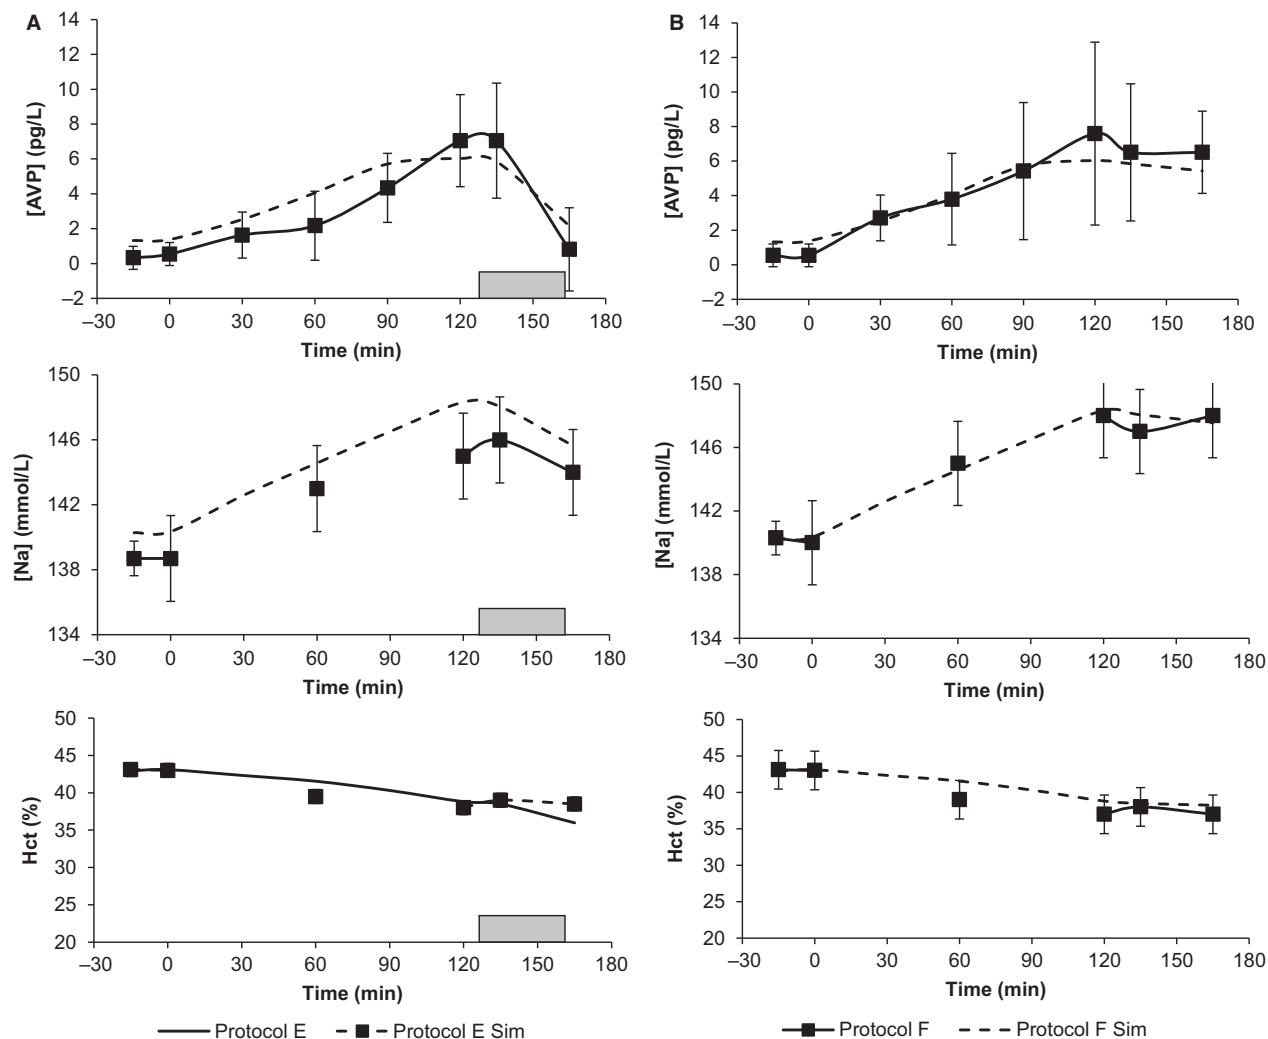 A
[AVP] (pg/L)
14
12
10
8
6
4
2
0
–2
–30 0 30 60 90 120 150 180
Time (min)
B
[AVP] (pg/L)
14
12
10
8
6
4
2
0
–2
–30 0 30 60 90 120 150 180
Time (min)
[Na] (mmol/L)
150
146
142
138
134
–30 0 30 60 90 120 150 180
Time (min)
[Na] (mmol/L)
150
146
142
138
134
–30 0 30 60 90 120 150 180
Time (min)
Hct (%)
50
45
40
35
30
25
20
–30 0 30 60 90 120 150 180
Time (min)
Hct (%)
50
45
40
35
30
25
20
–30 0 30 60 90 120 150 180
Time (min)
Protocol E Protocol E Sim
Protocol F Protocol F Sim